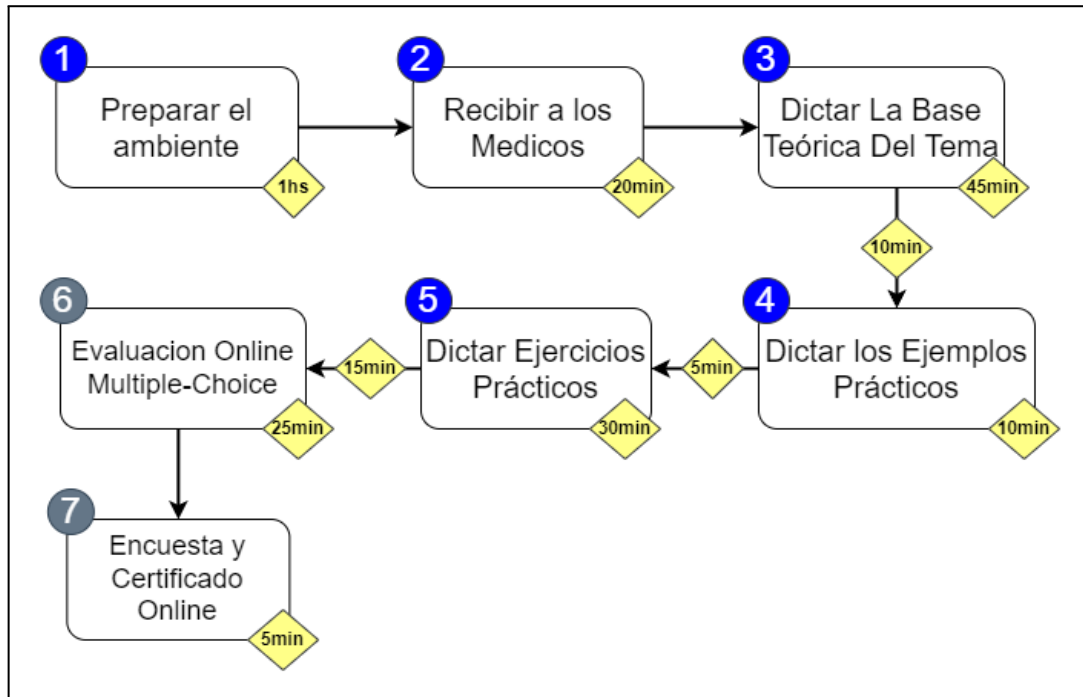 1
Preparar el
ambiente
1hs
2
Recibir a los
Medicos
20min
3
Dictar La Base
Teórica Del Tema
45min
10min
4
Dictar los Ejemplos
Prácticos
10min
5min
5
Dictar Ejercicios
Prácticos
30min
15min
6
Evaluacion Online
Multiple-Choice
25min
7
Encuesta y
Certificado
Online
5min